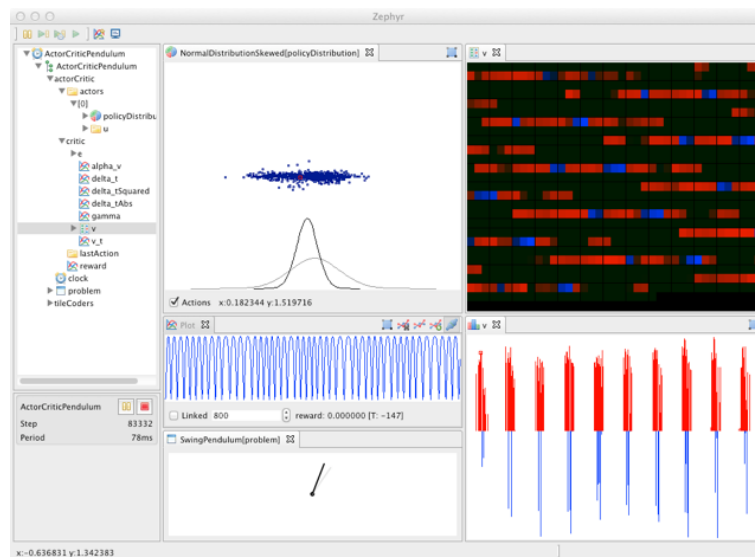 Zephyr
ActorCriticPendulum
ActorCriticPendulum
actorCritic
actors
[0]
policyDistribu
u
critic
e
alpha_v
delta_t
delta_tSquared
delta_tAbs
gamma
v
v_t
lastAction
reward
clock
problem
tileCoders
ActorCriticPendulum
Step 83332
Period 78ms
NormalDistributionSkewed[policyDistribution]
Actions x:0.182344 y:1.519716
Plot
Linked 800 reward: 0.000000 [T: -147]
SwingPendulum[problem]
v
v
x:-0.636831 y:1.342383